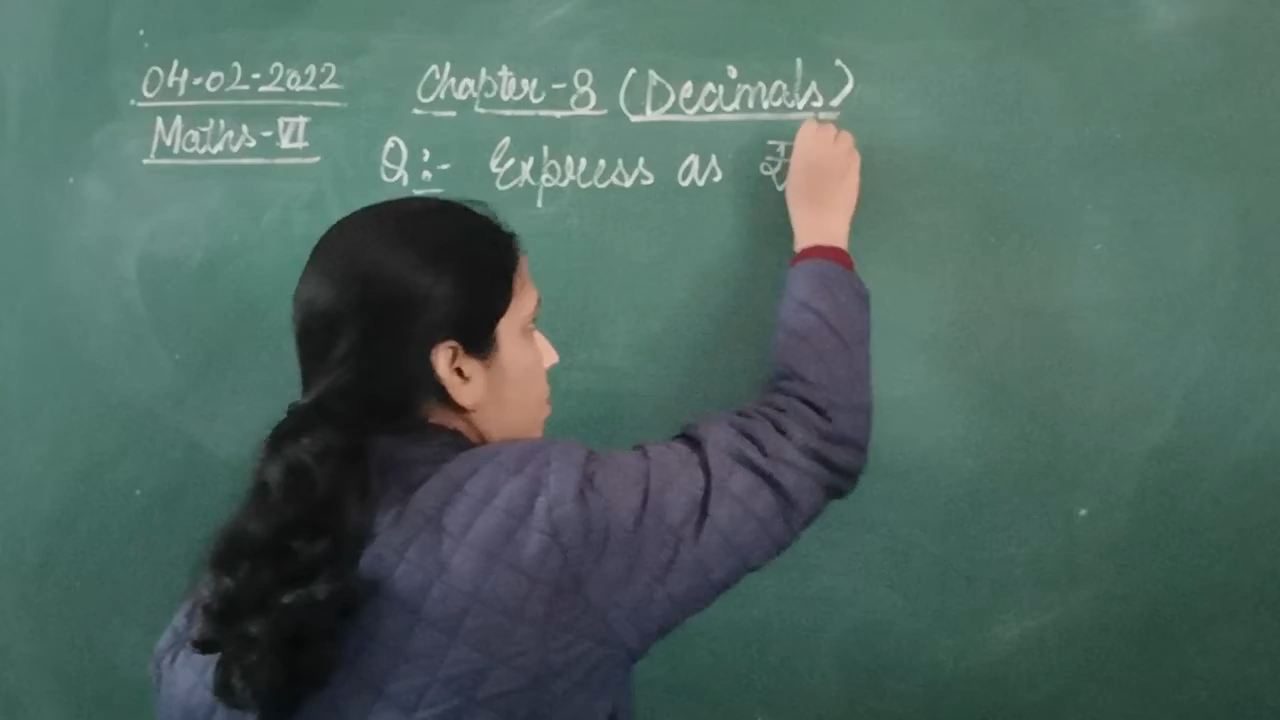 04-02-2022
Chapter-8 (Decimals)
Maths-VI
Q:- Express as ₹